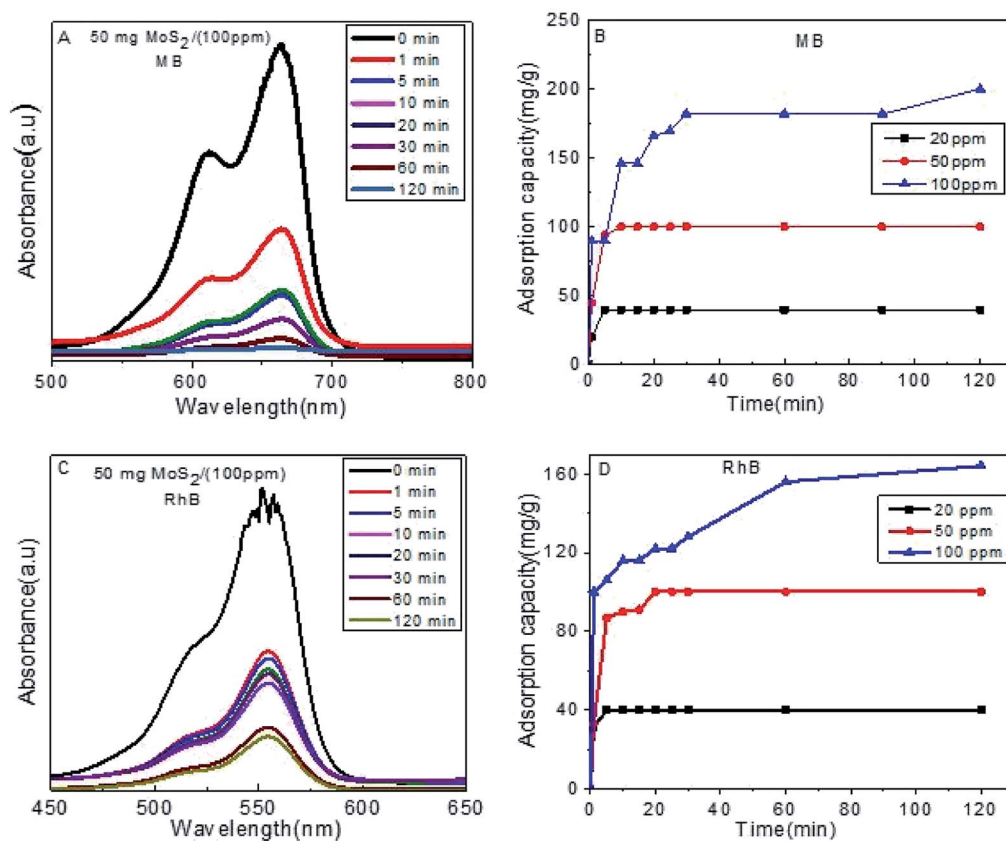 A
50 mg MoS2/(100ppm)
MB
0 min
1 min
5 min
10 min
20 min
30 min
60 min
120 min
Absorbance(a.u)
500 600 700 800
Wavelength(nm)
B
MB
20 ppm
50 ppm
100ppm
Adsorption capacity(mg/g)
250
200
150
100
50
0
0 20 40 60 80 100 120
Time(min)
C
50 mg MoS2/(100ppm)
RhB
0 min
1 min
5 min
10 min
20 min
30 min
60 min
120 min
Absorbance(a.u)
450 500 550 600 650
Wavelength(nm)
D
RhB
20 ppm
50 ppm
100 ppm
Adsorption capacity(mg/g)
160
120
80
40
0
0 20 40 60 80 100 120
Time(min)